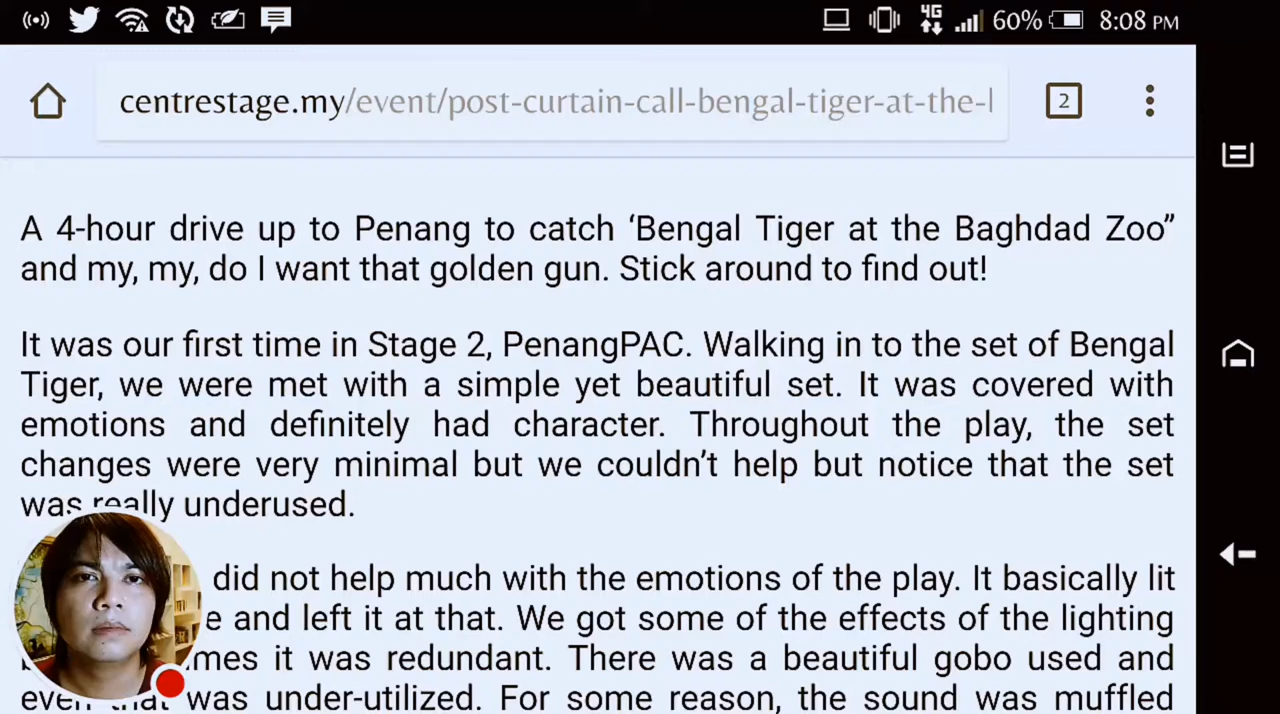 4G 60% 8:08 PM
centrestage.my/event/post-curtain-call-bengal-tiger-at-the-
2
A 4-hour drive up to Penang to catch ‘Bengal Tiger at the Baghdad Zoo”
and my, my, do I want that golden gun. Stick around to find out!
It was our first time in Stage 2, PenangPAC. Walking in to the set of Bengal
Tiger, we were met with a simple yet beautiful set. It was covered with
emotions and definitely had character. Throughout the play, the set
changes were very minimal but we couldn’t help but notice that the set
was really underused.
did not help much with the emotions of the play. It basically lit
and left it at that. We got some of the effects of the lighting
it was redundant. There was a beautiful gobo used and
even that was under-utilized. For some reason, the sound was muffled